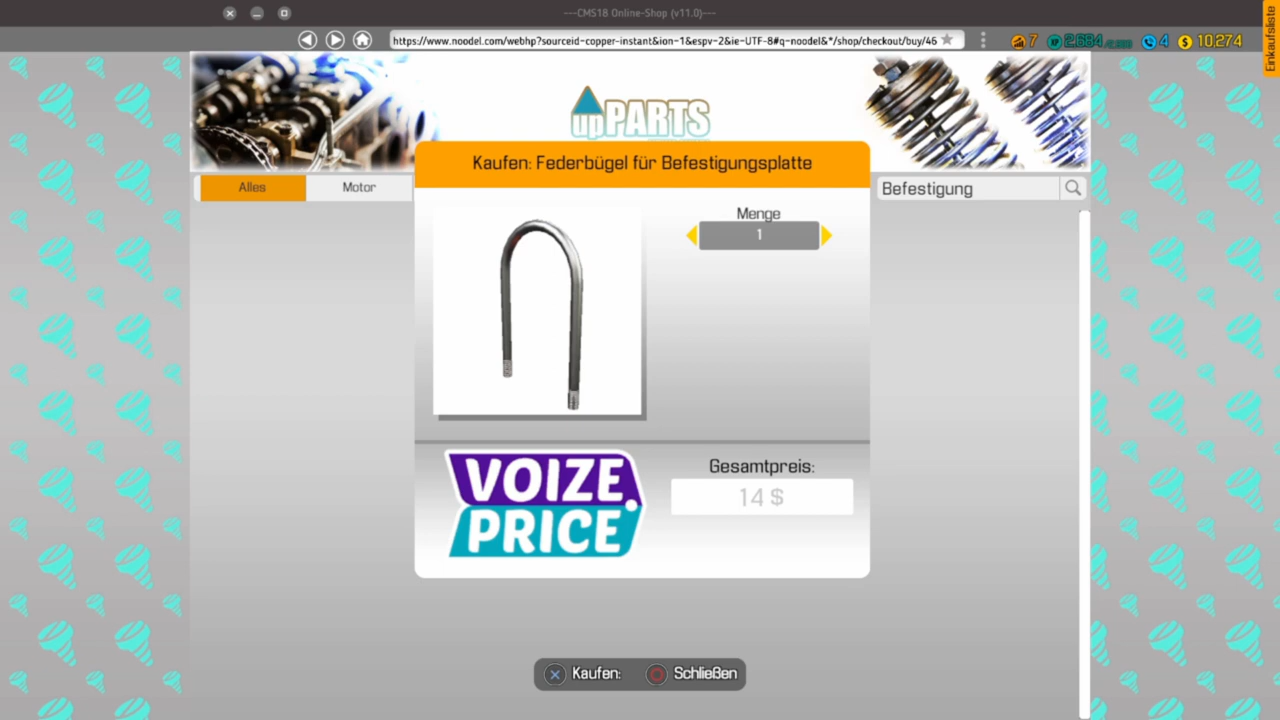 ---CMS18 Online-Shop (v11.0)---
https://www.noodel.com/webhp?sourceid-copper-instant&ion-1&espv-2&ie-UTF-8#q-noodel&*/shop/checkout/buy/46
7
2,684
4
$ 10,274
Einkaufsliste
upPARTS
Kaufen: Federbügel für Befestigungsplatte
Alles
Motor
Befestigung
Menge
1
VOIZE.
PRICE
Gesamtpreis:
14 $
Kaufen:
Schließen